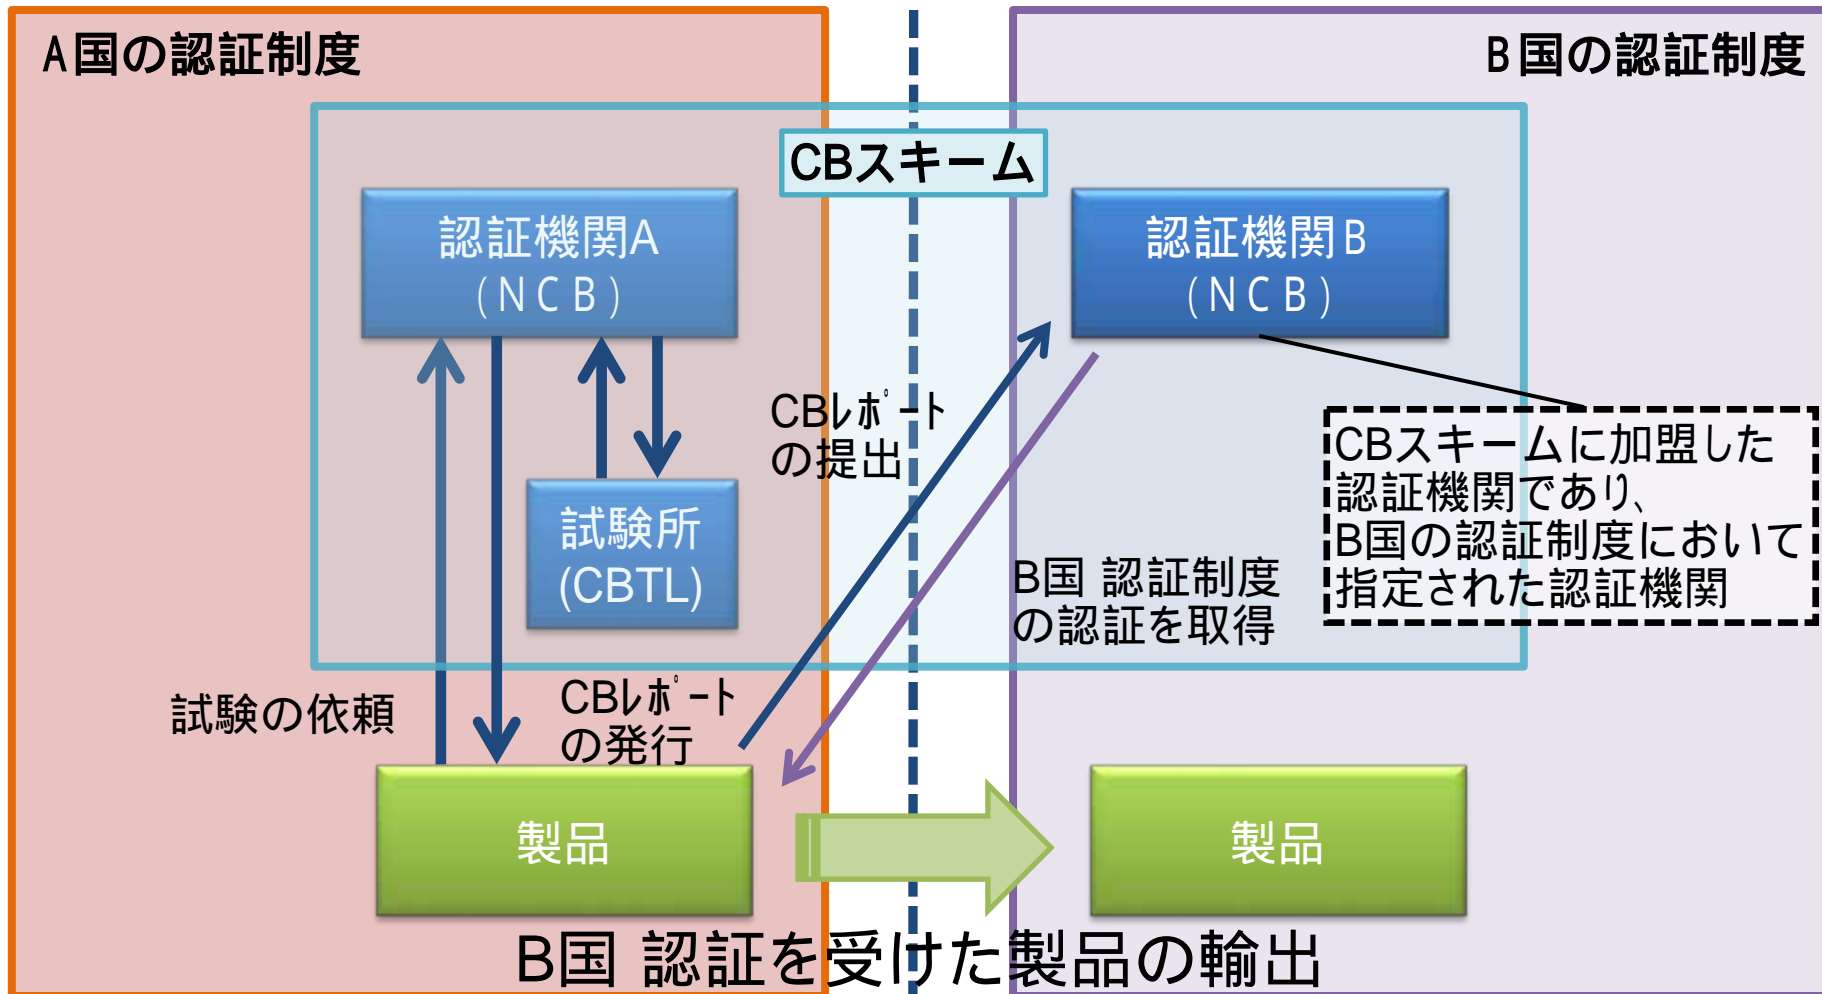 A国の認証制度
B国の認証制度
CBスキーム
認証機関A
(NCB)
認証機関B
(NCB)
CBレポート
の提出
CBスキームに加盟した
認証機関であり、
B国の認証制度において
指定された認証機関
試験所
(CBTL)
B国 認証制度
の認証を取得
試験の依頼
CBレポート
の発行
製品
製品
B国 認証を受けた製品の輸出